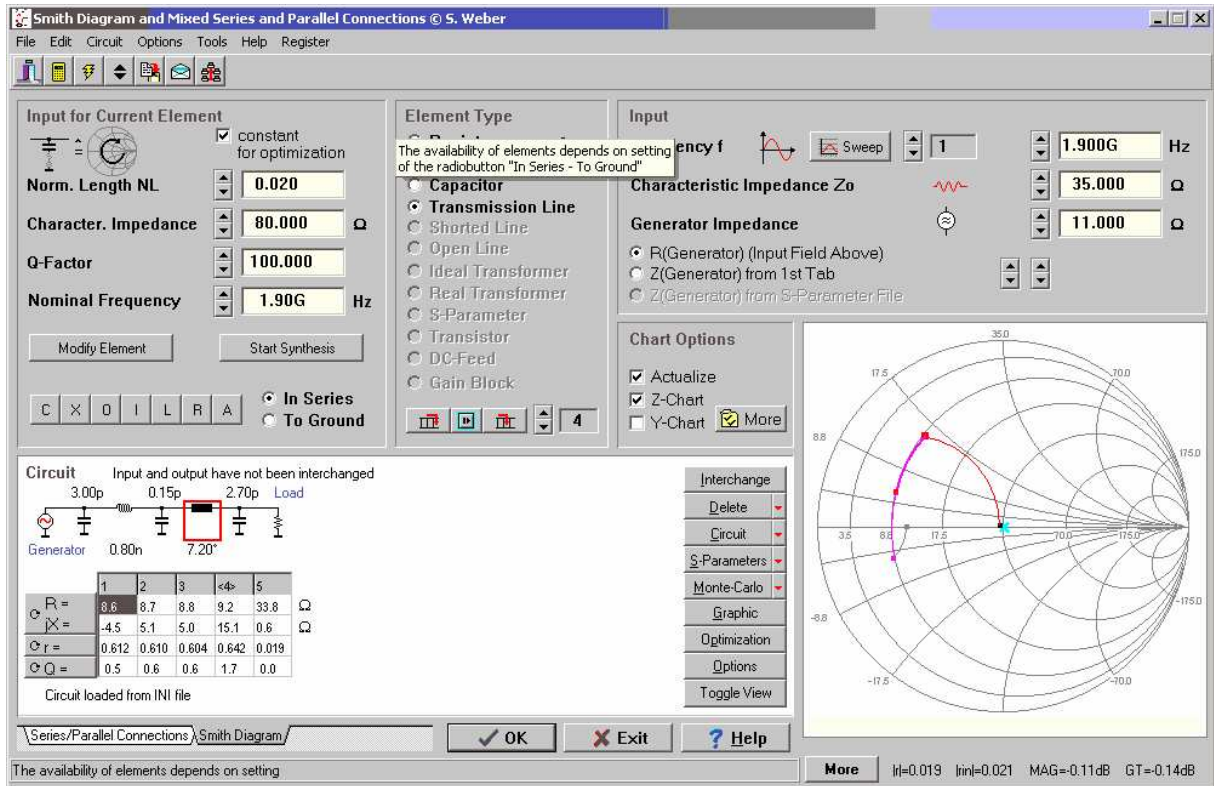 Smith Diagram and Mixed Series and Parallel Connections © S. Weber
File Edit Circuit Options Tools Help Register
Input for Current Element
constant
for optimization
Norm. Length NL 0.020
Character. Impedance 80.000 Ω
Q-Factor 100.000
Nominal Frequency 1.90G Hz
Modify Element Start Synthesis
C X O I L R A
In Series
To Ground
Element Type
The availability of elements depends on setting
of the radiobutton "In Series - To Ground"
Capacitor
Transmission Line
Shorted Line
Open Line
Ideal Transformer
Real Transformer
S-Parameter
Transistor
DC-Feed
Gain Block
4
Input
ency f Sweep 1 1.900G Hz
Characteristic Impedance Zo 35.000 Ω
Generator Impedance 11.000 Ω
R(Generator) (Input Field Above)
Z(Generator) from 1st Tab
Z(Generator) from S-Parameter File
Chart Options
Actualize
Z-Chart
Y-Chart More
35.0
17.5 70.0
8.8 175.0
3.5 8.8 17.5 70.0 175.0
-8.8 -175.0
-17.5 -70.0
Circuit Input and output have not been interchanged
3.00p 0.15p 2.70p Load
Generator 0.80n 7.20°
1 2 3 <4> 5
R = 8.6 8.7 8.8 9.2 33.8 Ω
jX = -4.5 5.1 5.0 15.1 0.6 Ω
r = 0.612 0.610 0.604 0.642 0.019
Q = 0.5 0.6 0.6 1.7 0.0
Circuit loaded from INI file
Interchange
Delete
Circuit
S-Parameters
Monte-Carlo
Graphic
Optimization
Options
Toggle View
Series/Parallel Connections Smith Diagram
OK Exit Help
The availability of elements depends on setting
More |r|=0.019 |rin|=0.021 MAG=-0.11dB GT=-0.14dB